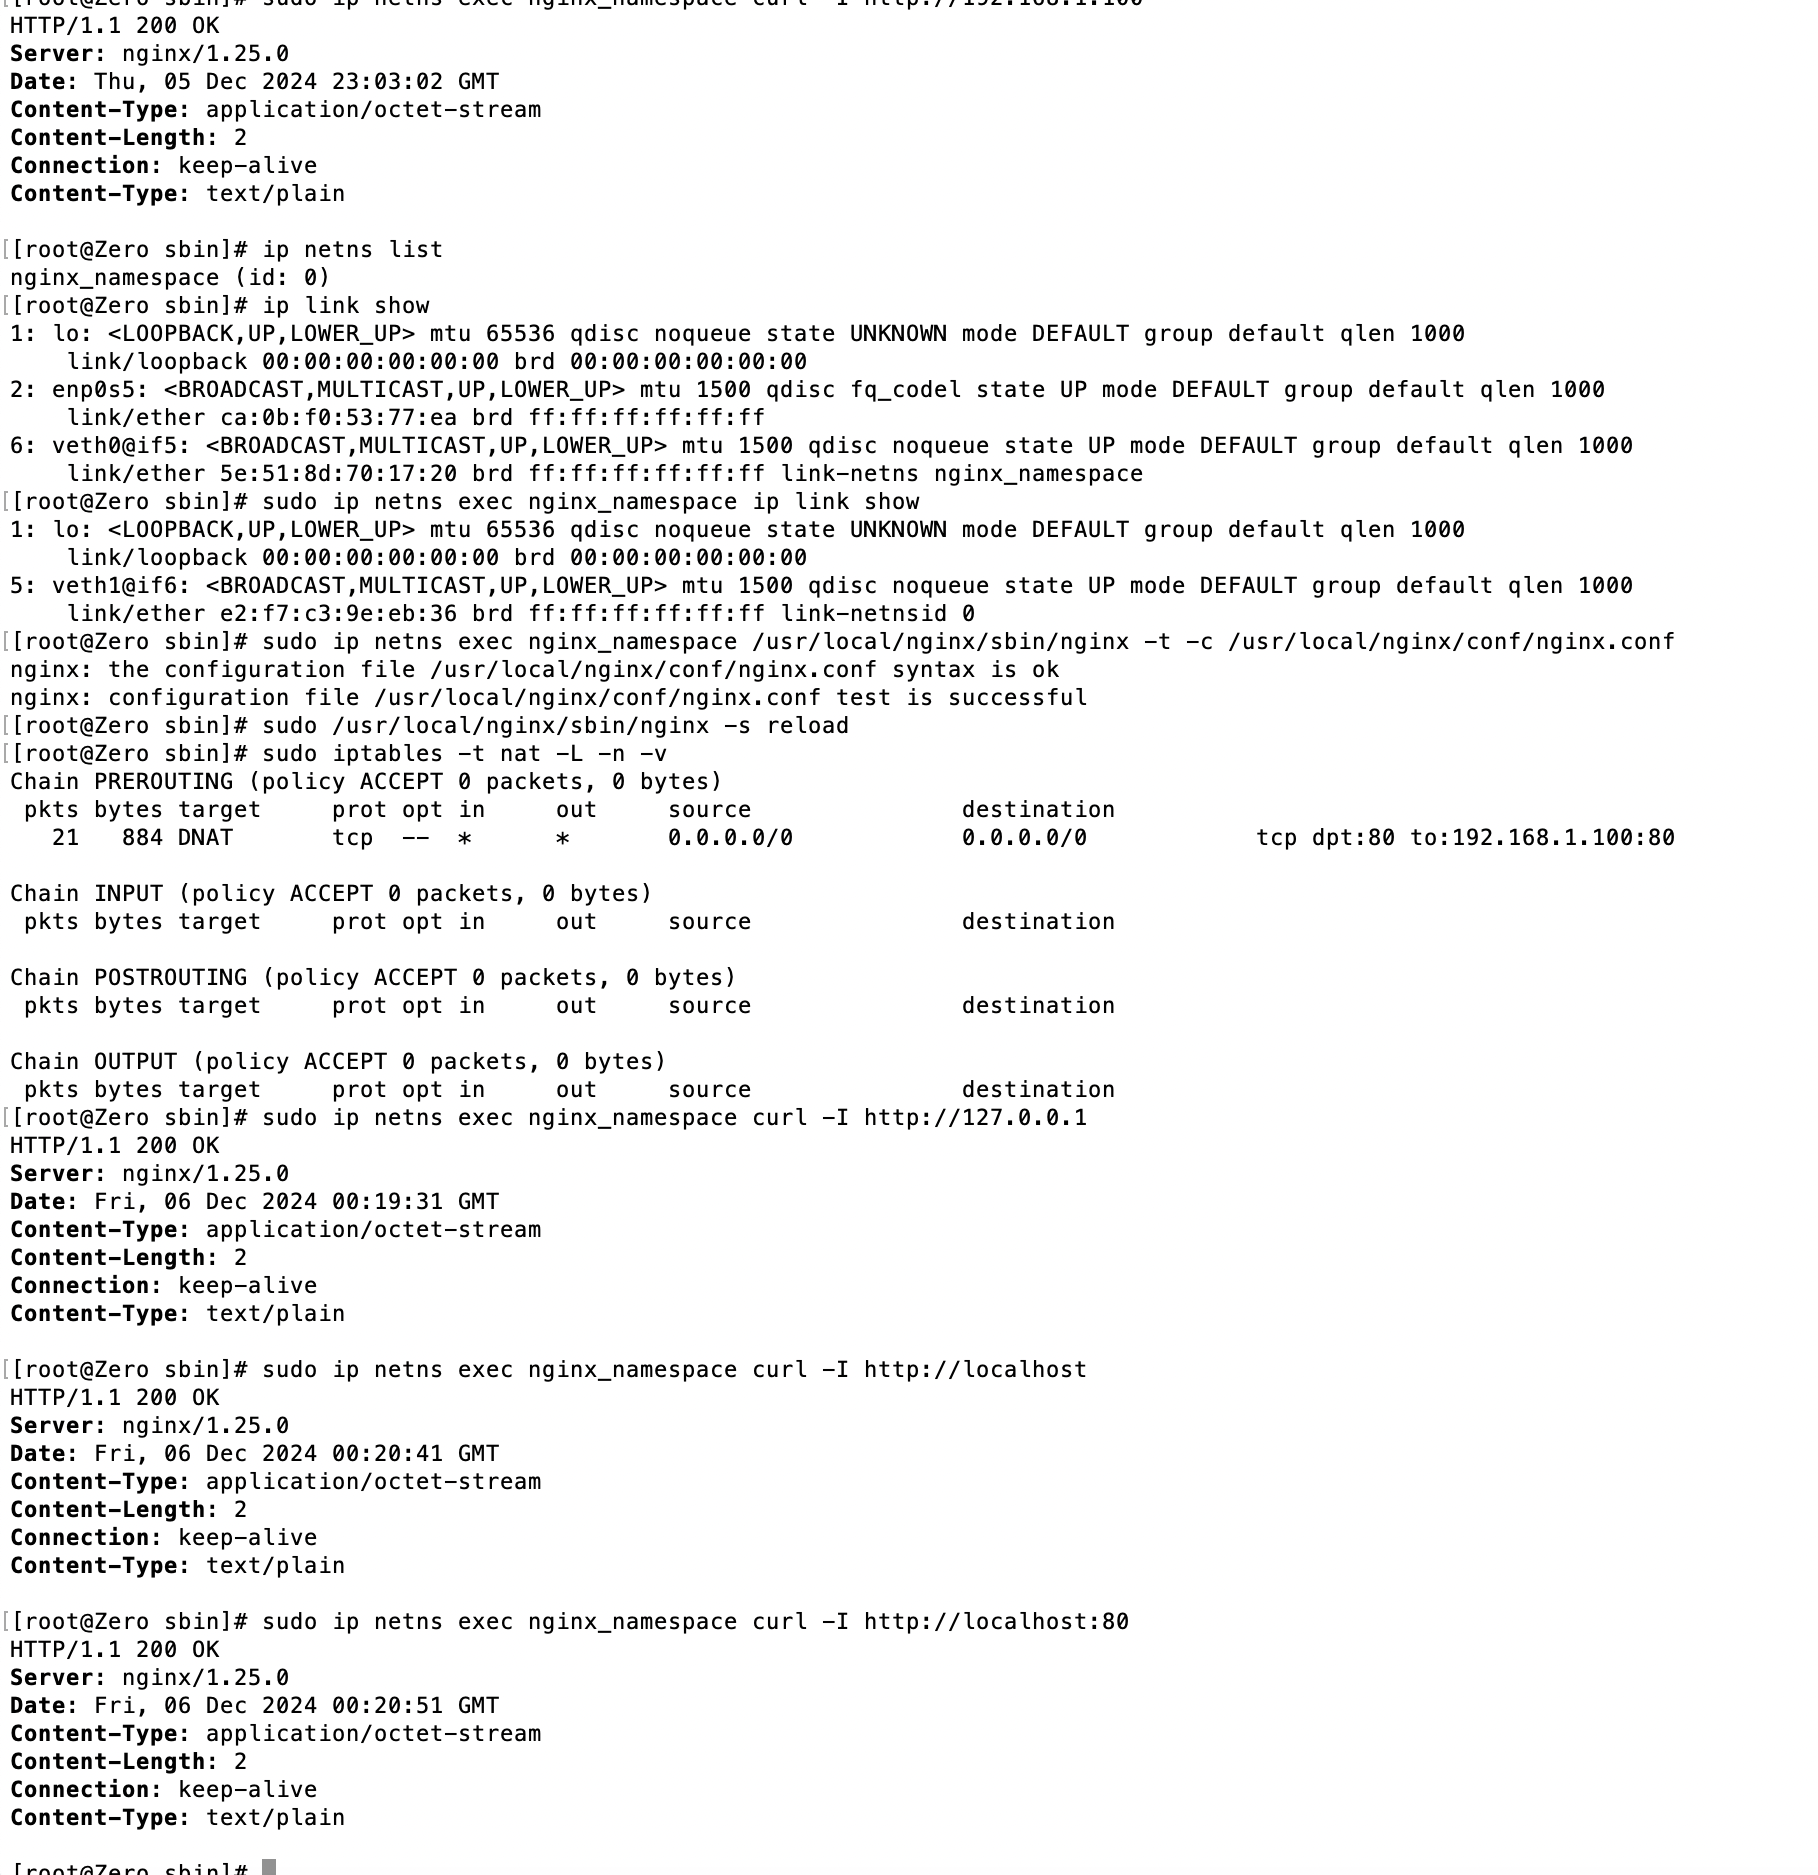 [[root@Zero sbin]# sudo ip netns exec nginx_namespace curl -I http://192.168.1.100
HTTP/1.1 200 OK
Server: nginx/1.25.0
Date: Thu, 05 Dec 2024 23:03:02 GMT
Content-Type: application/octet-stream
Content-Length: 2
Connection: keep-alive
Content-Type: text/plain

[[root@Zero sbin]# ip netns list
nginx_namespace (id: 0)
[[root@Zero sbin]# ip link show
1: lo: <LOOPBACK,UP,LOWER_UP> mtu 65536 qdisc noqueue state UNKNOWN mode DEFAULT group default qlen 1000
    link/loopback 00:00:00:00:00:00 brd 00:00:00:00:00:00
2: enp0s5: <BROADCAST,MULTICAST,UP,LOWER_UP> mtu 1500 qdisc fq_codel state UP mode DEFAULT group default qlen 1000
    link/ether ca:0b:f0:53:77:ea brd ff:ff:ff:ff:ff:ff
6: veth0@if5: <BROADCAST,MULTICAST,UP,LOWER_UP> mtu 1500 qdisc noqueue state UP mode DEFAULT group default qlen 1000
    link/ether 5e:51:8d:70:17:20 brd ff:ff:ff:ff:ff:ff link-netns nginx_namespace
[[root@Zero sbin]# sudo ip netns exec nginx_namespace ip link show
1: lo: <LOOPBACK,UP,LOWER_UP> mtu 65536 qdisc noqueue state UNKNOWN mode DEFAULT group default qlen 1000
    link/loopback 00:00:00:00:00:00 brd 00:00:00:00:00:00
5: veth1@if6: <BROADCAST,MULTICAST,UP,LOWER_UP> mtu 1500 qdisc noqueue state UP mode DEFAULT group default qlen 1000
    link/ether e2:f7:c3:9e:eb:36 brd ff:ff:ff:ff:ff:ff link-netnsid 0
[[root@Zero sbin]# sudo ip netns exec nginx_namespace /usr/local/nginx/sbin/nginx -t -c /usr/local/nginx/conf/nginx.conf
nginx: the configuration file /usr/local/nginx/conf/nginx.conf syntax is ok
nginx: configuration file /usr/local/nginx/conf/nginx.conf test is successful
[[root@Zero sbin]# sudo /usr/local/nginx/sbin/nginx -s reload
[[root@Zero sbin]# sudo iptables -t nat -L -n -v
Chain PREROUTING (policy ACCEPT 0 packets, 0 bytes)
 pkts bytes target     prot opt in     out     source               destination
   21   884 DNAT       tcp  --  *      *       0.0.0.0/0            0.0.0.0/0            tcp dpt:80 to:192.168.1.100:80

Chain INPUT (policy ACCEPT 0 packets, 0 bytes)
 pkts bytes target     prot opt in     out     source               destination

Chain POSTROUTING (policy ACCEPT 0 packets, 0 bytes)
 pkts bytes target     prot opt in     out     source               destination

Chain OUTPUT (policy ACCEPT 0 packets, 0 bytes)
 pkts bytes target     prot opt in     out     source               destination
[[root@Zero sbin]# sudo ip netns exec nginx_namespace curl -I http://127.0.0.1
HTTP/1.1 200 OK
Server: nginx/1.25.0
Date: Fri, 06 Dec 2024 00:19:31 GMT
Content-Type: application/octet-stream
Content-Length: 2
Connection: keep-alive
Content-Type: text/plain

[[root@Zero sbin]# sudo ip netns exec nginx_namespace curl -I http://localhost
HTTP/1.1 200 OK
Server: nginx/1.25.0
Date: Fri, 06 Dec 2024 00:20:41 GMT
Content-Type: application/octet-stream
Content-Length: 2
Connection: keep-alive
Content-Type: text/plain

[[root@Zero sbin]# sudo ip netns exec nginx_namespace curl -I http://localhost:80
HTTP/1.1 200 OK
Server: nginx/1.25.0
Date: Fri, 06 Dec 2024 00:20:51 GMT
Content-Type: application/octet-stream
Content-Length: 2
Connection: keep-alive
Content-Type: text/plain

[root@Zero sbin]#